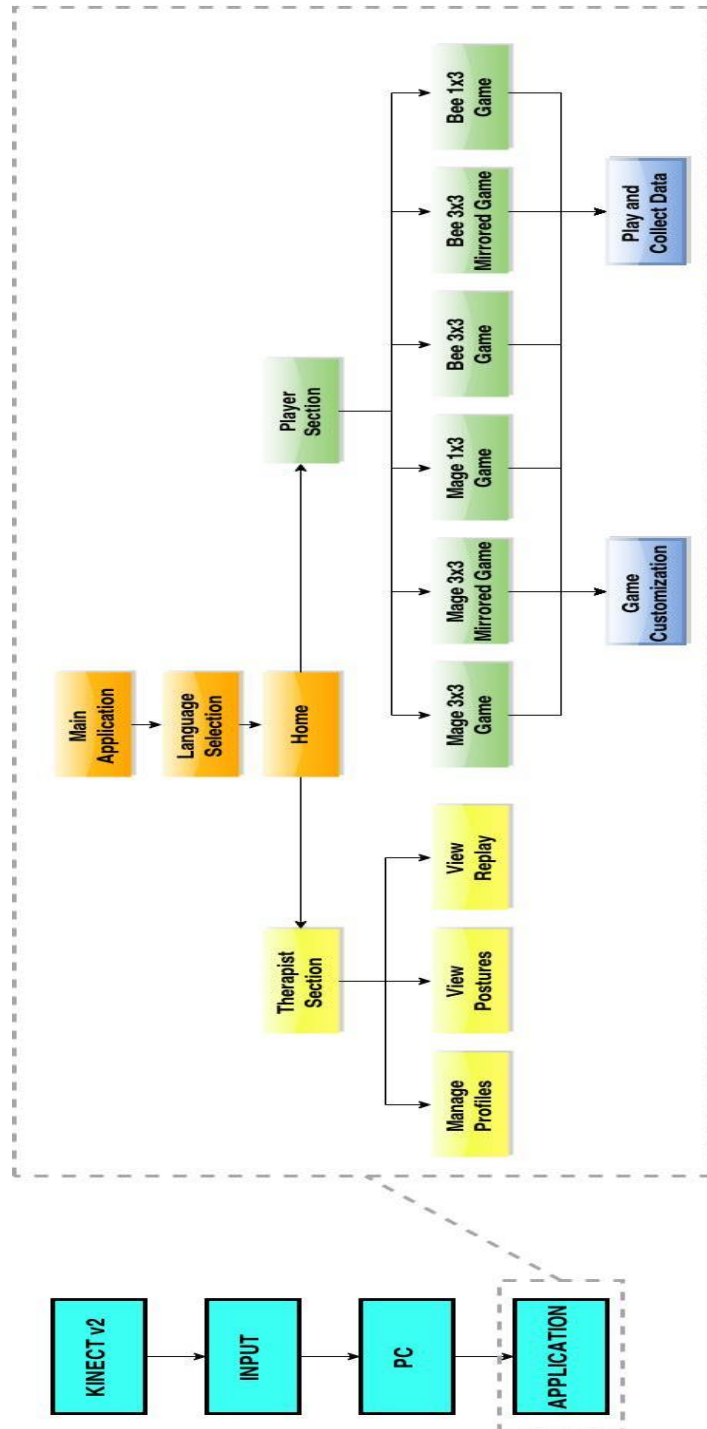 KINECT v2
INPUT
PC
APPLICATION
Main
Application
Language
Selection
Home
Therapist
Section
Player
Section
Manage
Profiles
View
Postures
View
Replay
Mage 3x3
Game
Mage 3x3
Mirrored Game
Mage 1x3
Game
Bee 3x3
Game
Bee 3x3
Mirrored Game
Bee 1x3
Game
Game
Customization
Play and
Collect Data